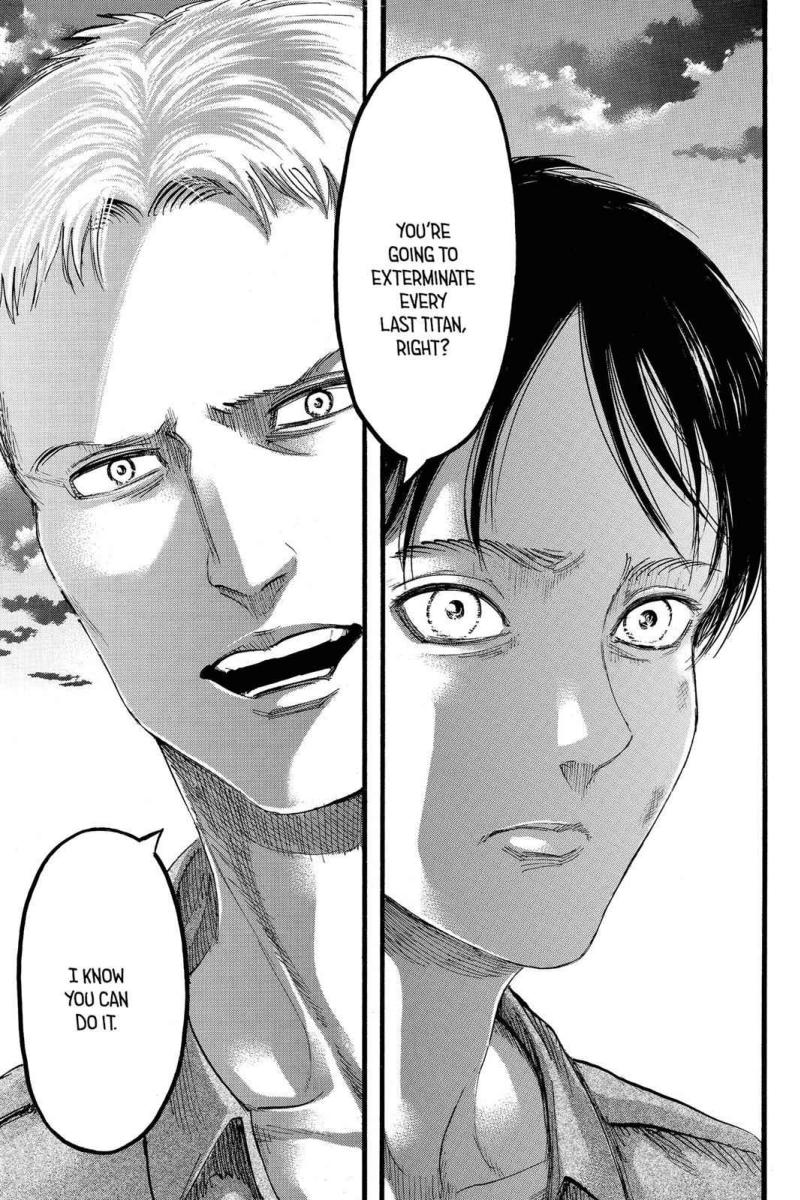 YOU'RE
GOING TO
EXTERMINATE
EVERY
LAST TITAN,
RIGHT?
I KNOW
YOU CAN
DO IT.